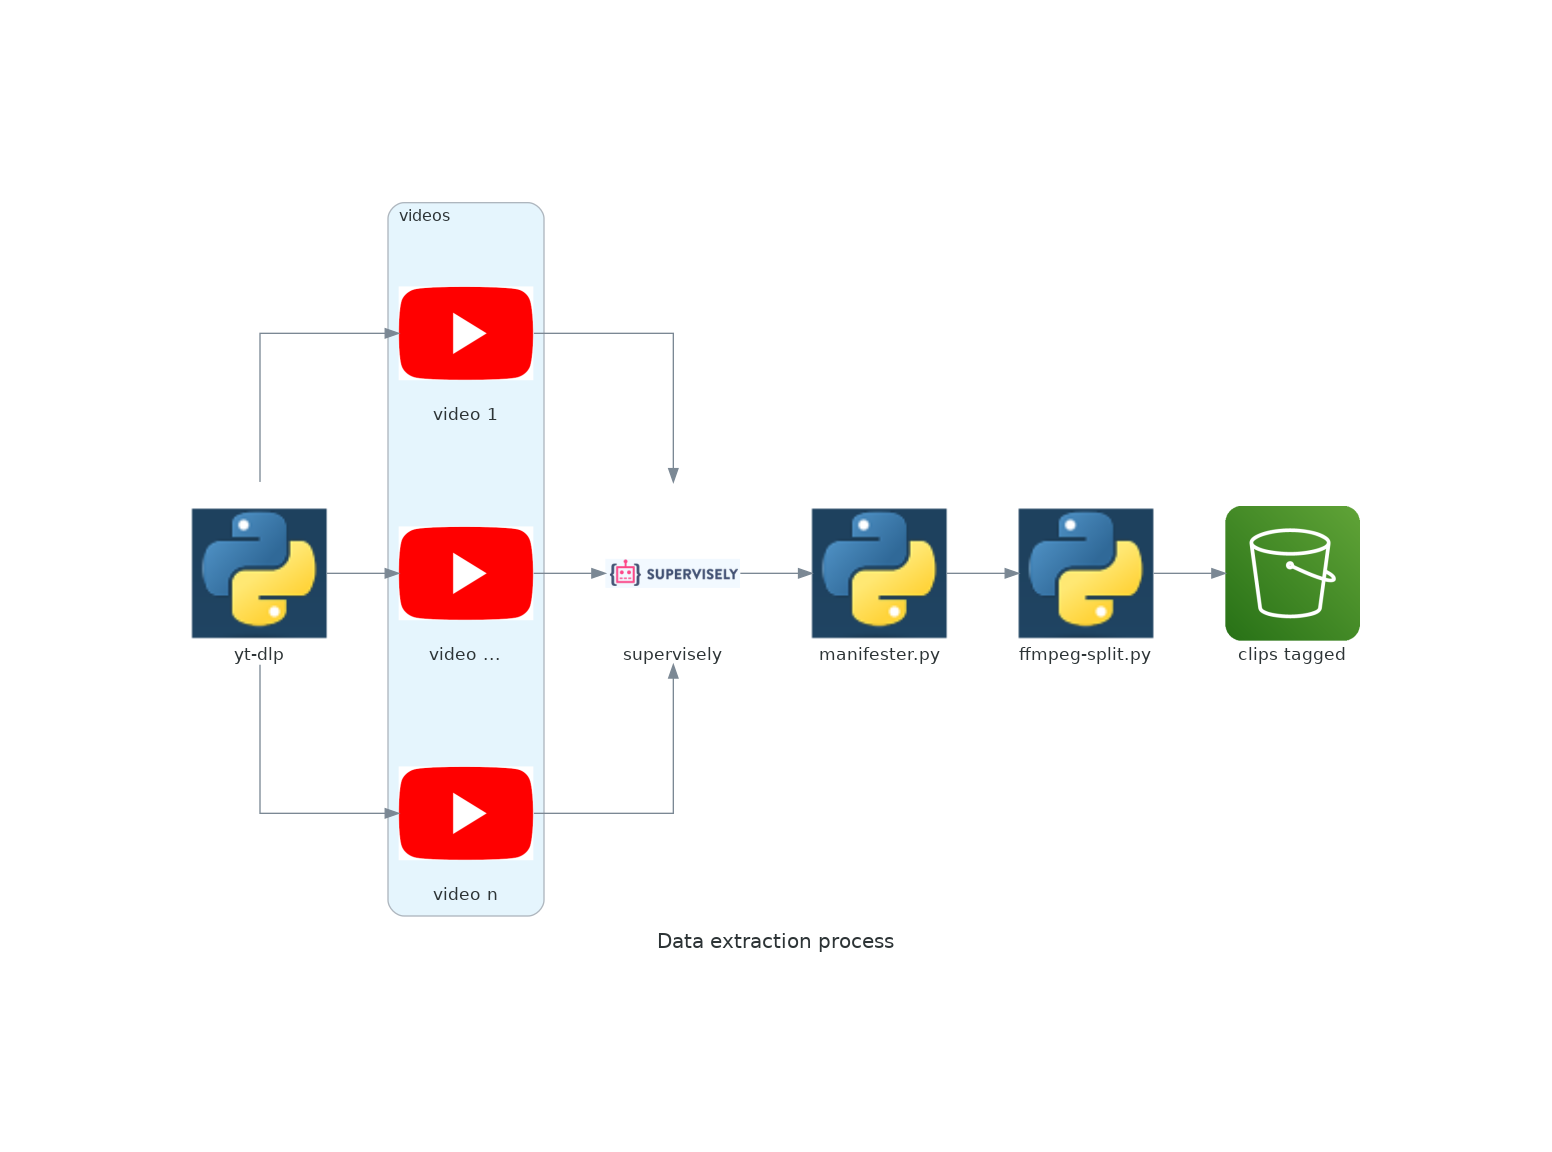 videos
video 1
yt-dlp
video ...
SUPERVISELY
supervisely
manifester.py
ffmpeg-split.py
clips tagged
video n
Data extraction process